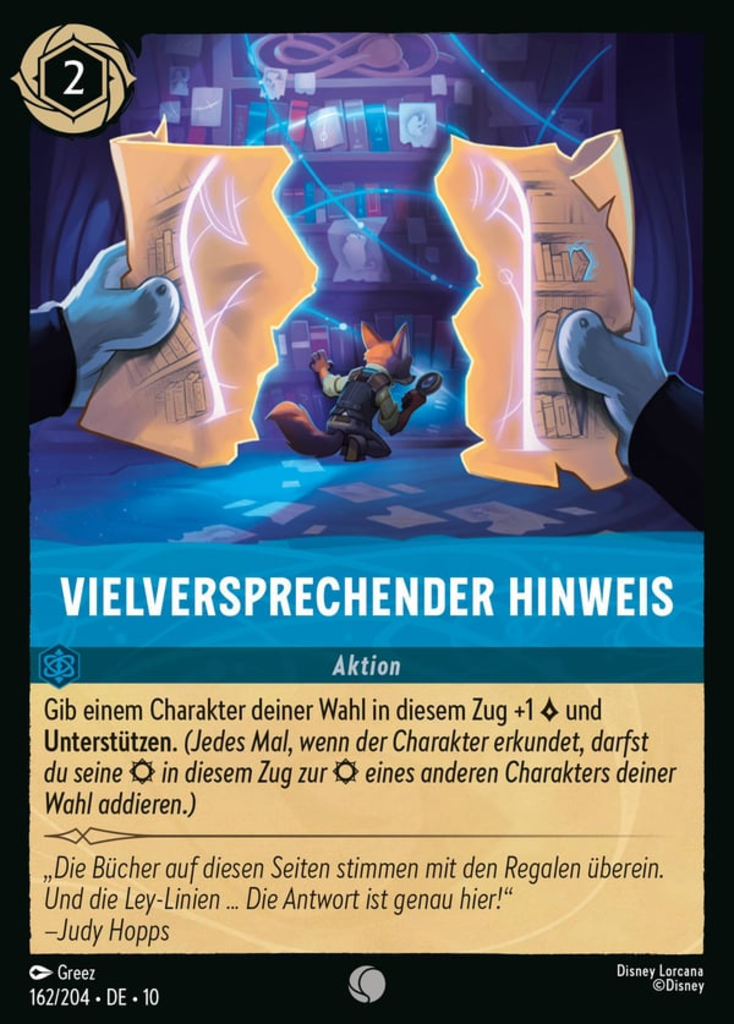 2
VIELVERSPRECHENDER HINWEIS
Aktion
Gib einem Charakter deiner Wahl in diesem Zug +1 und
Unterstützen. (Jedes Mal, wenn der Charakter erkundet, darfst
du seine in diesem Zug zur eines anderen Charakters deiner
Wahl addieren.)
„Die Bücher auf diesen Seiten stimmen mit den Regalen überein.
Und die Ley-Linien ... Die Antwort ist genau hier!“
–Judy Hopps
Greez
162/204 • DE • 10
Disney Lorcana
©Disney